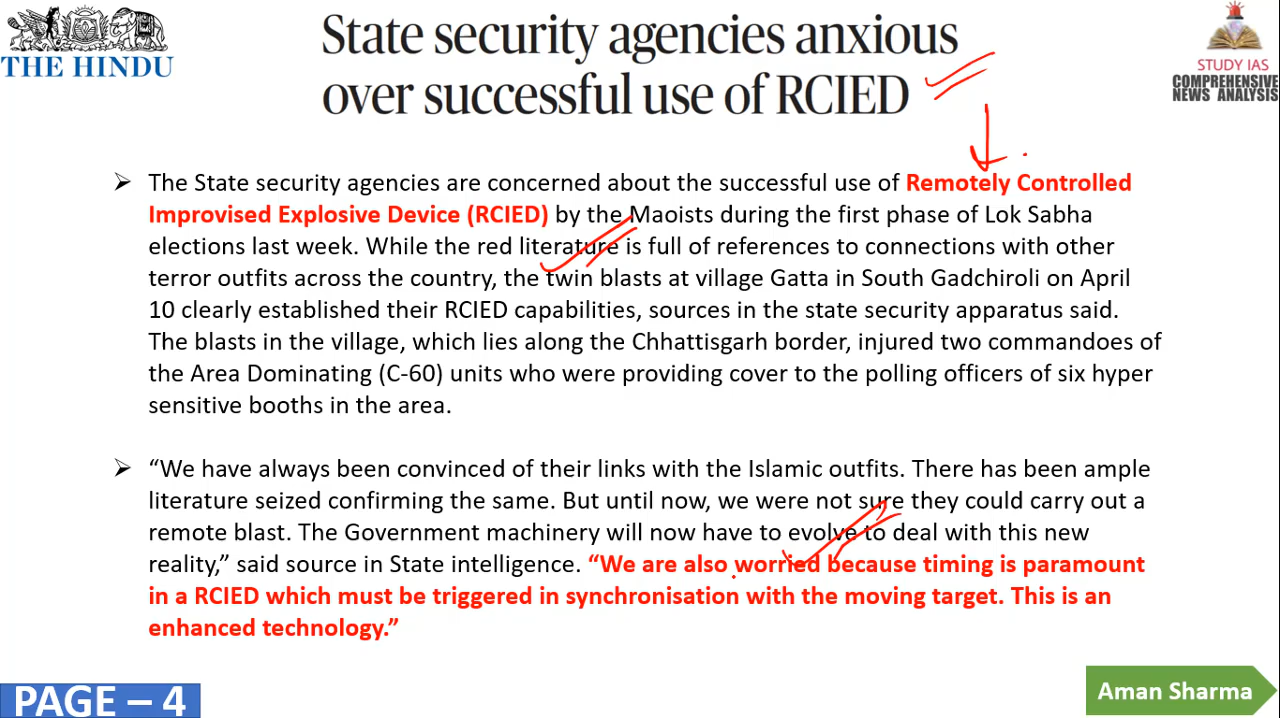 THE HINDU
State security agencies anxious
over successful use of RCIED
STUDY IAS
COMPREHENSIVE
NEWS ANALYSIS
The State security agencies are concerned about the successful use of Remotely Controlled
Improvised Explosive Device (RCIED) by the Maoists during the first phase of Lok Sabha
elections last week. While the red literature is full of references to connections with other
terror outfits across the country, the twin blasts at village Gatta in South Gadchiroli on April
10 clearly established their RCIED capabilities, sources in the state security apparatus said.
The blasts in the village, which lies along the Chhattisgarh border, injured two commandoes of
the Area Dominating (C-60) units who were providing cover to the polling officers of six hyper
sensitive booths in the area.
“We have always been convinced of their links with the Islamic outfits. There has been ample
literature seized confirming the same. But until now, we were not sure they could carry out a
remote blast. The Government machinery will now have to evolve to deal with this new
reality,” said source in State intelligence. “We are also worried because timing is paramount
in a RCIED which must be triggered in synchronisation with the moving target. This is an
enhanced technology.”
PAGE – 4
Aman Sharma